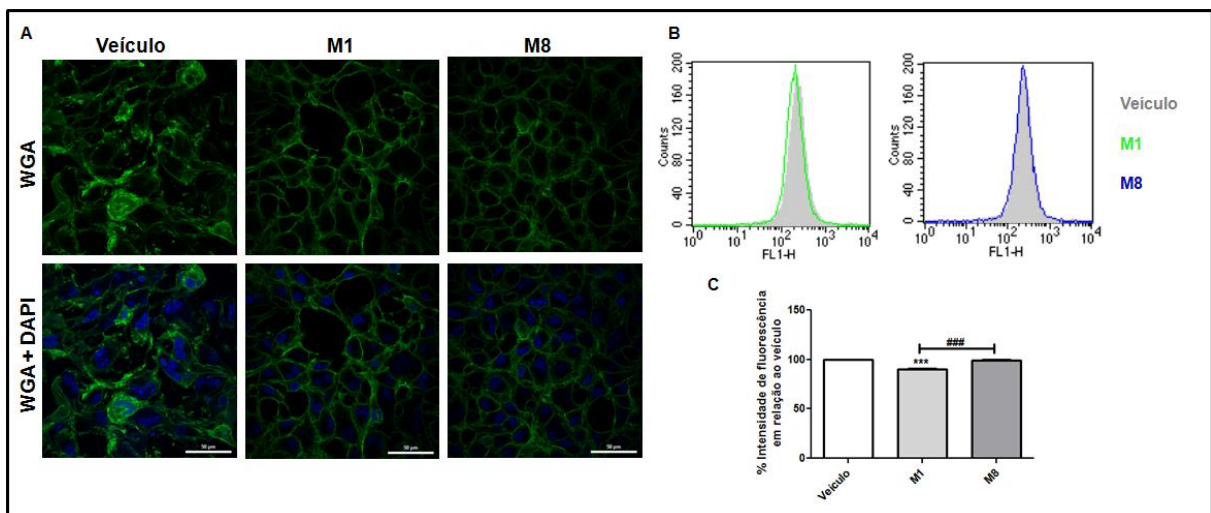 A
Veículo
M1
M8
WGA
WGA + DAPI
50 µm
50 µm
50 µm
B
Counts
200
160
120
80
40
0
10⁰
10¹
10²
10³
10⁴
FL1-H
Counts
200
160
120
80
40
0
10⁰
10¹
10²
10³
10⁴
FL1-H
Veículo
M1
M8
C
% Intensidade de fluorescência
em relação ao veículo
150
100
50
0
***
###
Veículo
M1
M8